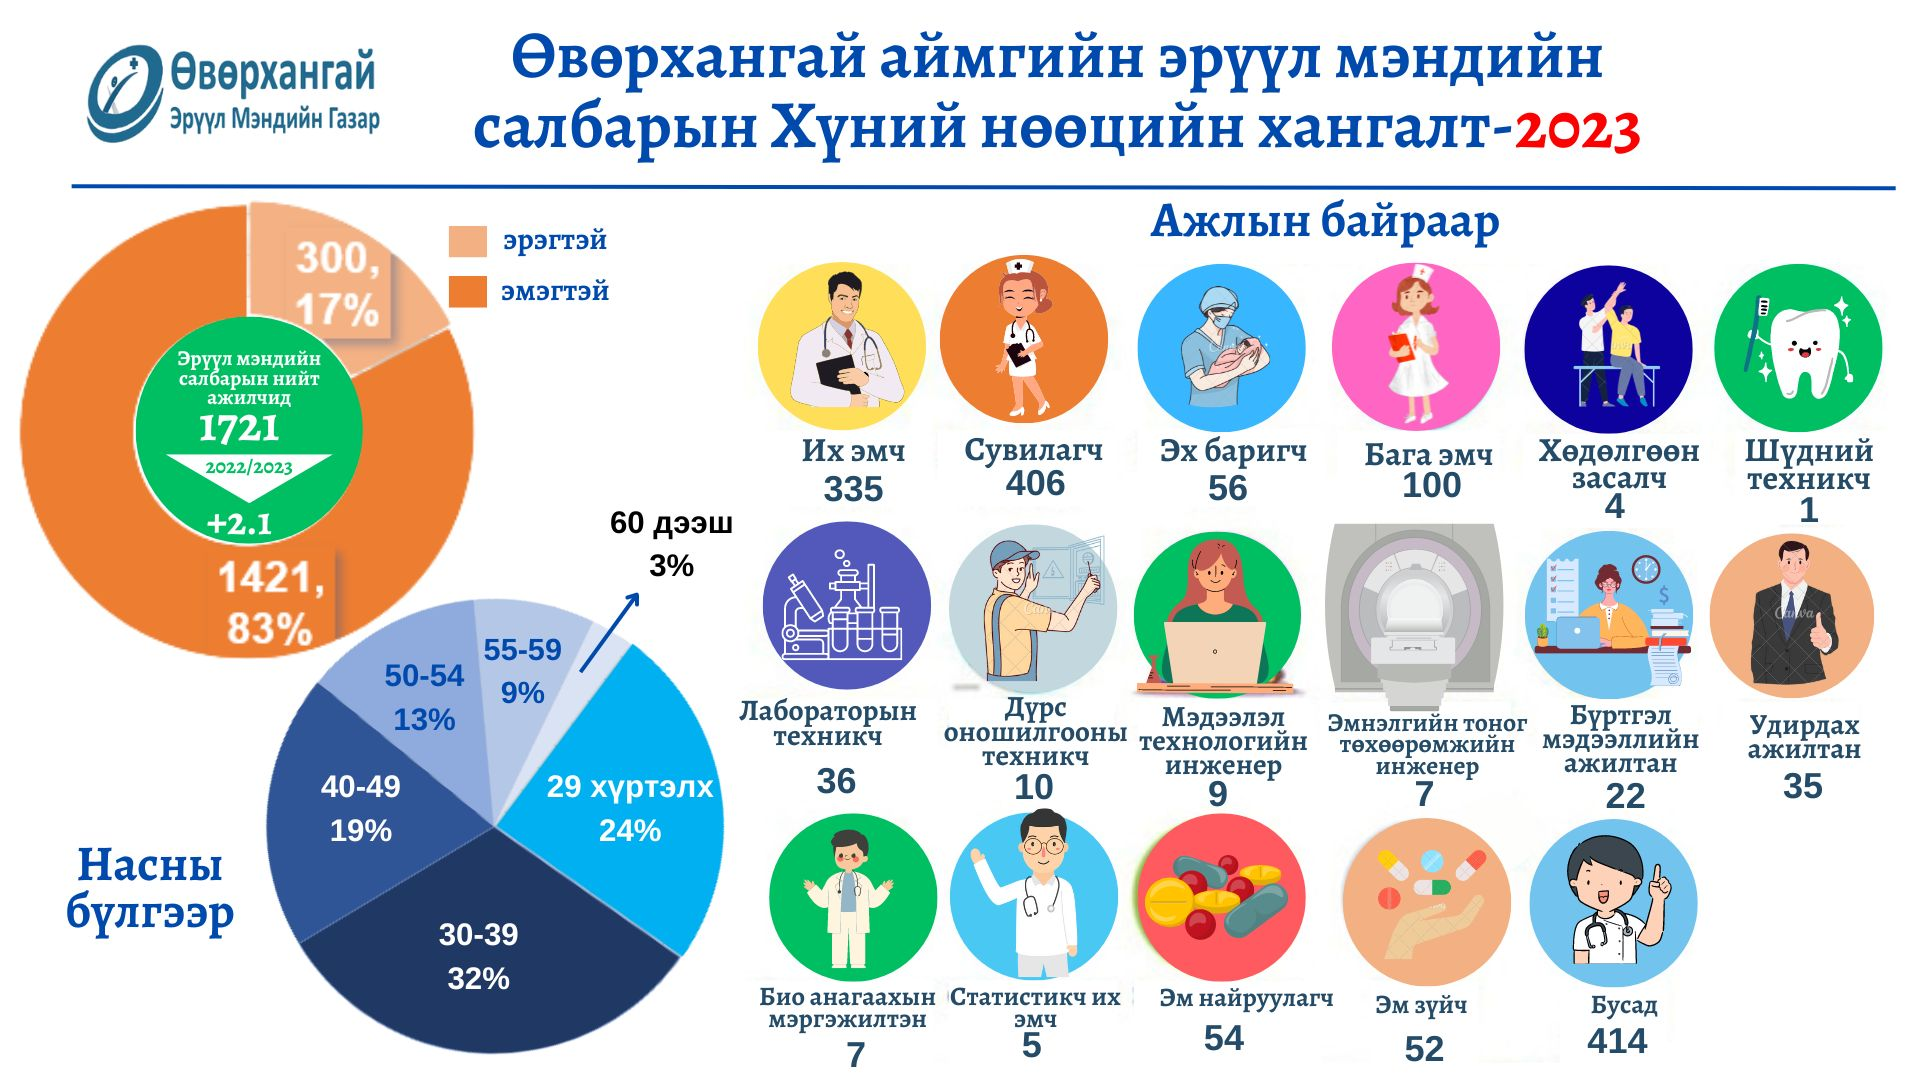 Өвөрхангай
Эрүүл Мэндийн Газар
Өвөрхангай аймгийн эрүүл мэндийн
салбарын Хүний нөөцийн хангалт-2023
300,
17%
эрэгтэй
эмэгтэй
Эрүүл мэндийн
салбарын нийт
ажилчид
1721
2022/2023
+2.1
1421,
83%
60 дээш
3%
55-59
9%
50-54
13%
40-49
19%
29 хүртэлх
24%
30-39
32%
Насны
бүлгээр
Ажлын байраар
Их эмч
335
Сувилагч
406
Эх баригч
56
Бага эмч
100
Хөдөлгөөн
засалч
4
Шүдний
техникч
1
Лабораторын
техникч
36
Дүрс
оношилгооны
техникч
10
Мэдээлэл
технологийн
инженер
9
Эмнэлгийн тоног
төхөөрөмжийн
инженер
7
Бүртгэл
мэдээллийн
ажилтан
22
Canva
Удирдах
ажилтан
35
Био анагаахын
мэргэжилтэн
7
Статистикч их
эмч
5
Эм найруулагч
54
Эм зүйч
52
Бусад
414